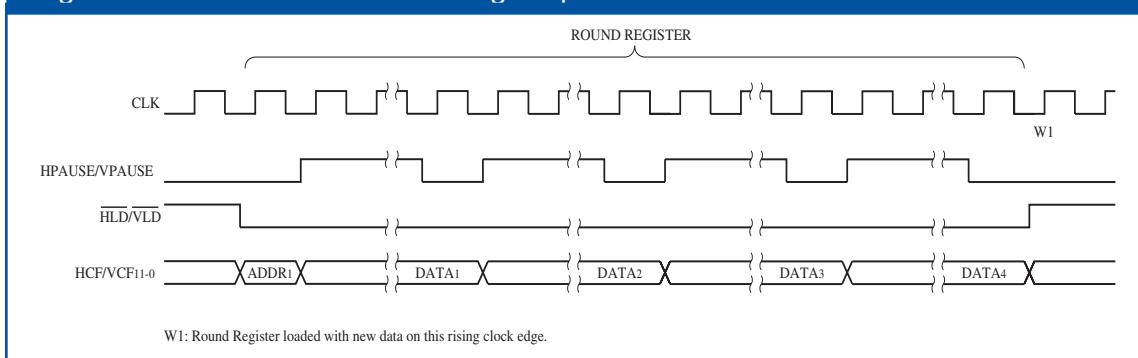 ROUND REGISTER
CLK
W1
HPAUSE/VPAUSE
HLD/VLD
HCF/VCF11-0
ADDR1
DATA1
DATA2
DATA3
DATA4
W1: Round Register loaded with new data on this rising clock edge.